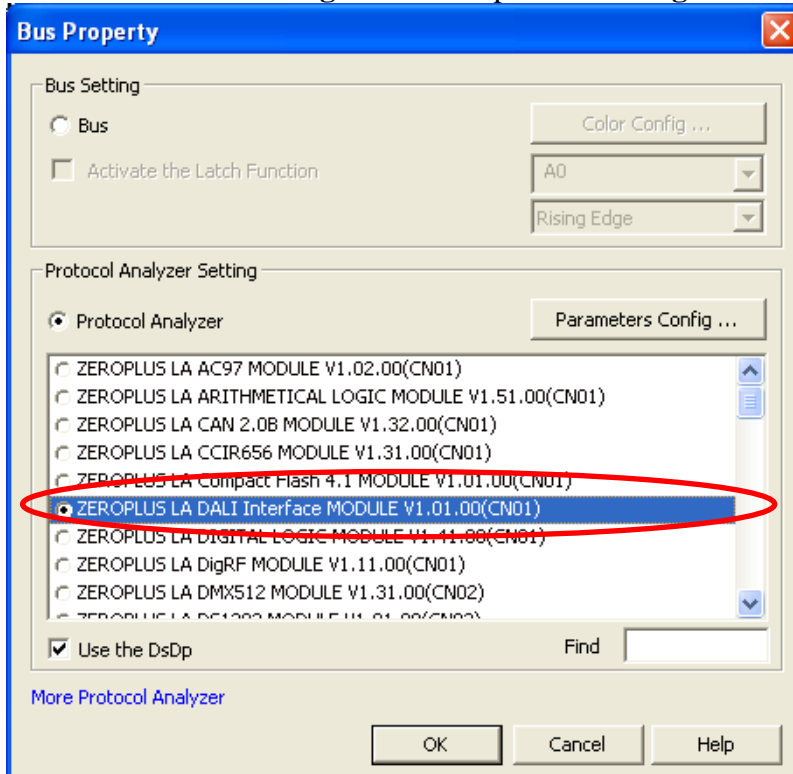 Bus Property
Bus Setting
Bus
Color Config ...
Activate the Latch Function
A0
Rising Edge
Protocol Analyzer Setting
Protocol Analyzer
Parameters Config ...
ZEROPLUS LA AC97 MODULE V1.02.00(CN01)
ZEROPLUS LA ARITHMETICAL LOGIC MODULE V1.51.00(CN01)
ZEROPLUS LA CAN 2.0B MODULE V1.32.00(CN01)
ZEROPLUS LA CCIR656 MODULE V1.31.00(CN01)
ZEROPLUS LA Compact Flash 4.1 MODULE V1.01.00(CN01)
ZEROPLUS LA DALI Interface MODULE V1.01.00(CN01)
ZEROPLUS LA DIGITAL LOGIC MODULE V1.41.00(CN01)
ZEROPLUS LA DigRF MODULE V1.11.00(CN01)
ZEROPLUS LA DMX512 MODULE V1.31.00(CN02)
Use the DsDp
Find
More Protocol Analyzer
OK
Cancel
Help